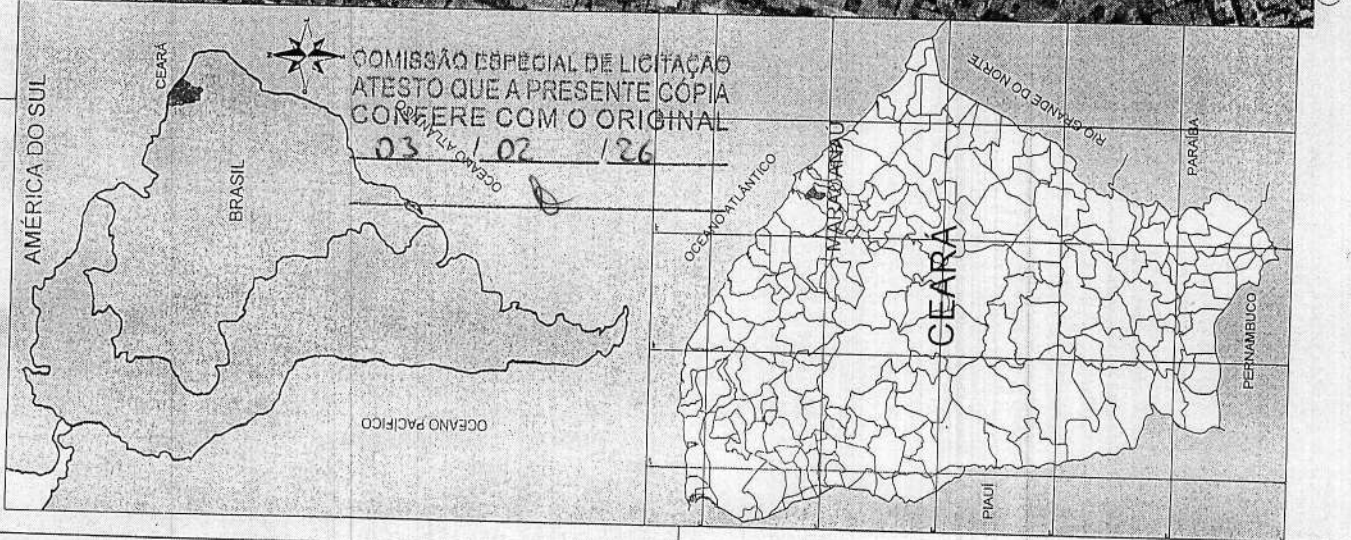 AMÉRICA DO SUL
CEARÁ
BRASIL
OCEANO ATLÂNTICO
OCEANO PACÍFICO
COMISSÃO ESPECIAL DE LICITAÇÃO
ATESTO QUE A PRESENTE CÓPIA
CONFERE COM O ORIGINAL
03 / 02 / 26
OCEANO ATLÂNTICO
MARACANAÚ
CEARÁ
RIO GRANDE DO NORTE
PARAÍBA
PERNAMBUCO
PIAUÍ